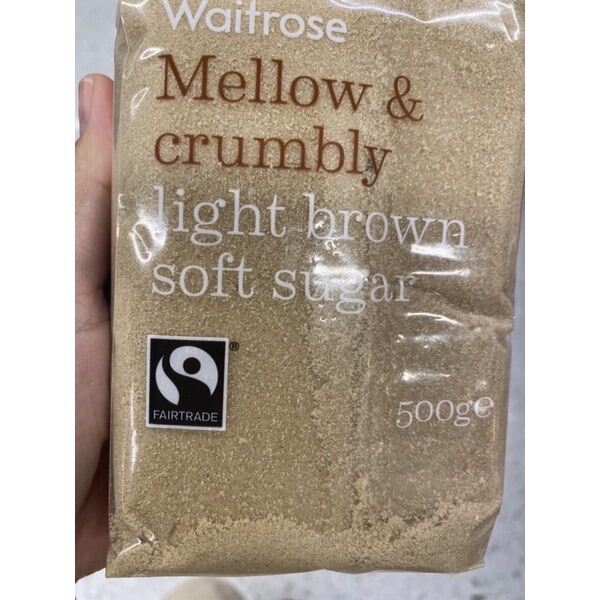 Waitrose
Mellow &
crumbly
light brown
soft sugar
®
FAIRTRADE
500g℮